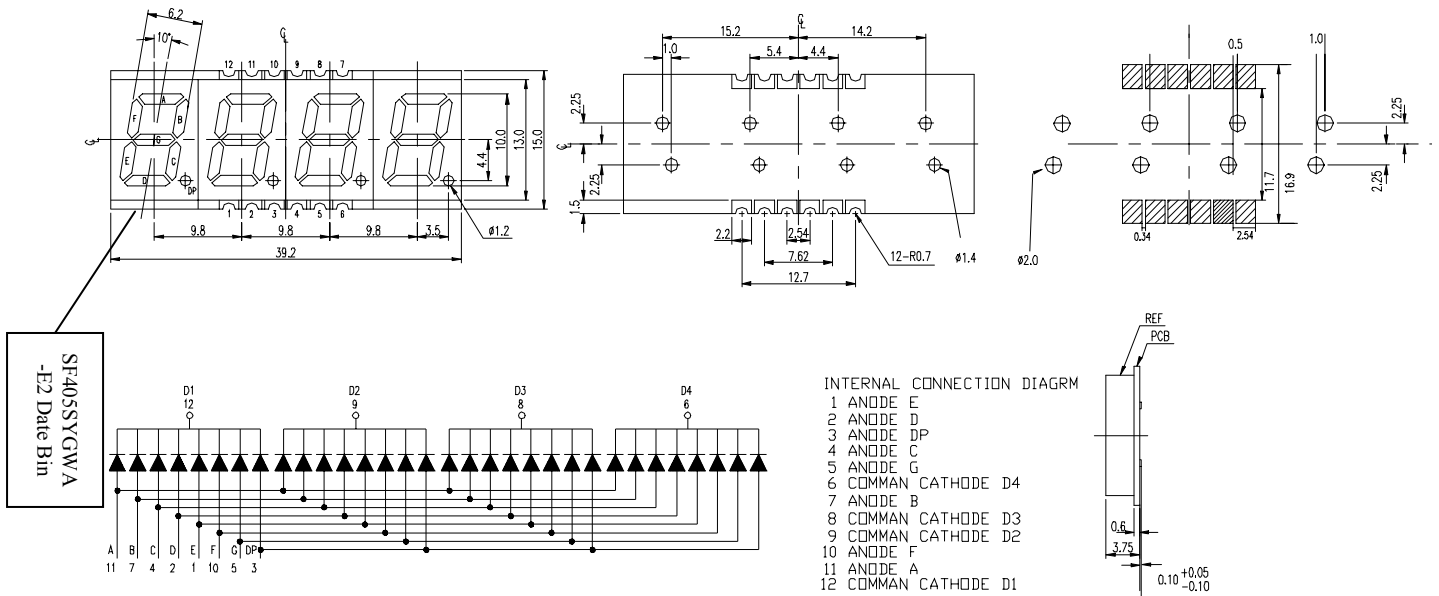 6.2
10°
℄
12 11 10 9 8 7
A
F B
G
E C
D
DP
℄
4.4
10.0
13.0
15.0
1 2 3 4 5 6
9.8 9.8 9.8 3.5
ø1.2
39.2
℄
15.2 14.2
1.0
5.4 4.4
2.25
℄
2.25
1.5
2.2
2.54
7.62
12.7
12-R0.7
ø1.4
0.5
1.0
2.25
2.25
11.7
16.9
ø2.0
0.34
2.54
SF405SYGWA
-E2 Date Bin
D1 D2 D3 D4
12 9 8 6
A B C D E F G DP
11 7 4 2 1 10 5 3
INTERNAL CONNECTION DIAGRM
1 ANODE E
2 ANODE D
3 ANODE DP
4 ANODE C
5 ANODE G
6 COMMAN CATHODE D4
7 ANODE B
8 COMMAN CATHODE D3
9 COMMAN CATHODE D2
10 ANODE F
11 ANODE A
12 COMMAN CATHODE D1
REF
PCB
0.6
3.75
0.10 +0.05
-0.10